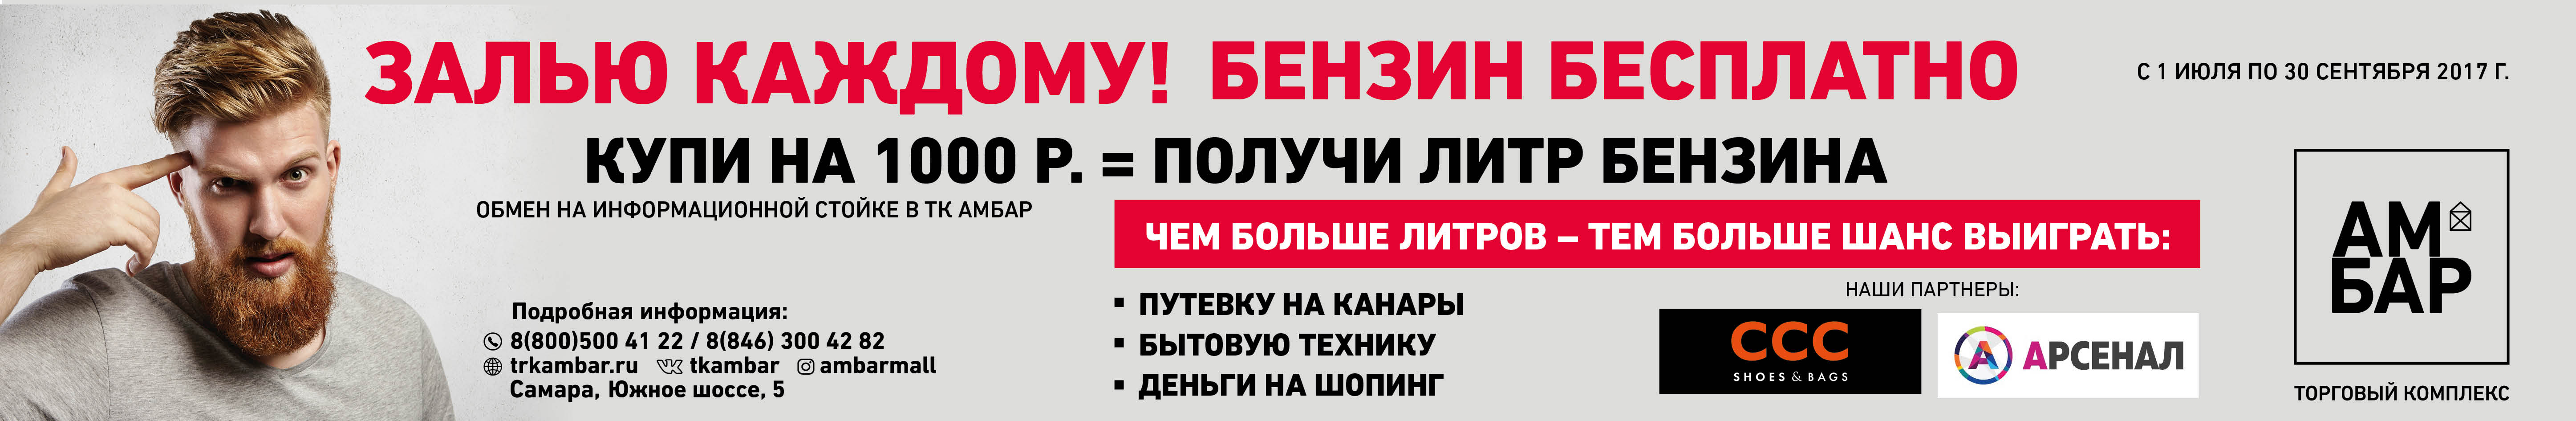 ЗАЛЬЮ КАЖДОМУ! БЕНЗИН БЕСПЛАТНО
С 1 ИЮЛЯ ПО 30 СЕНТЯБРЯ 2017 Г.
КУПИ НА 1000 Р. = ПОЛУЧИ ЛИТР БЕНЗИНА
ОБМЕН НА ИНФОРМАЦИОННОЙ СТОЙКЕ В ТК АМБАР
ЧЕМ БОЛЬШЕ ЛИТРОВ – ТЕМ БОЛЬШЕ ШАНС ВЫИГРАТЬ:
ПУТЕВКУ НА КАНАРЫ
БЫТОВУЮ ТЕХНИКУ
ДЕНЬГИ НА ШОПИНГ
Подробная информация:
8(800)500 41 22 / 8(846) 300 42 82
trkambar.ru tkambar ambarmall
Самара, Южное шоссе, 5
НАШИ ПАРТНЕРЫ:
CCC
SHOES & BAGS
А АРСЕНАЛ
АМ
БАР
ТОРГОВЫЙ КОМПЛЕКС